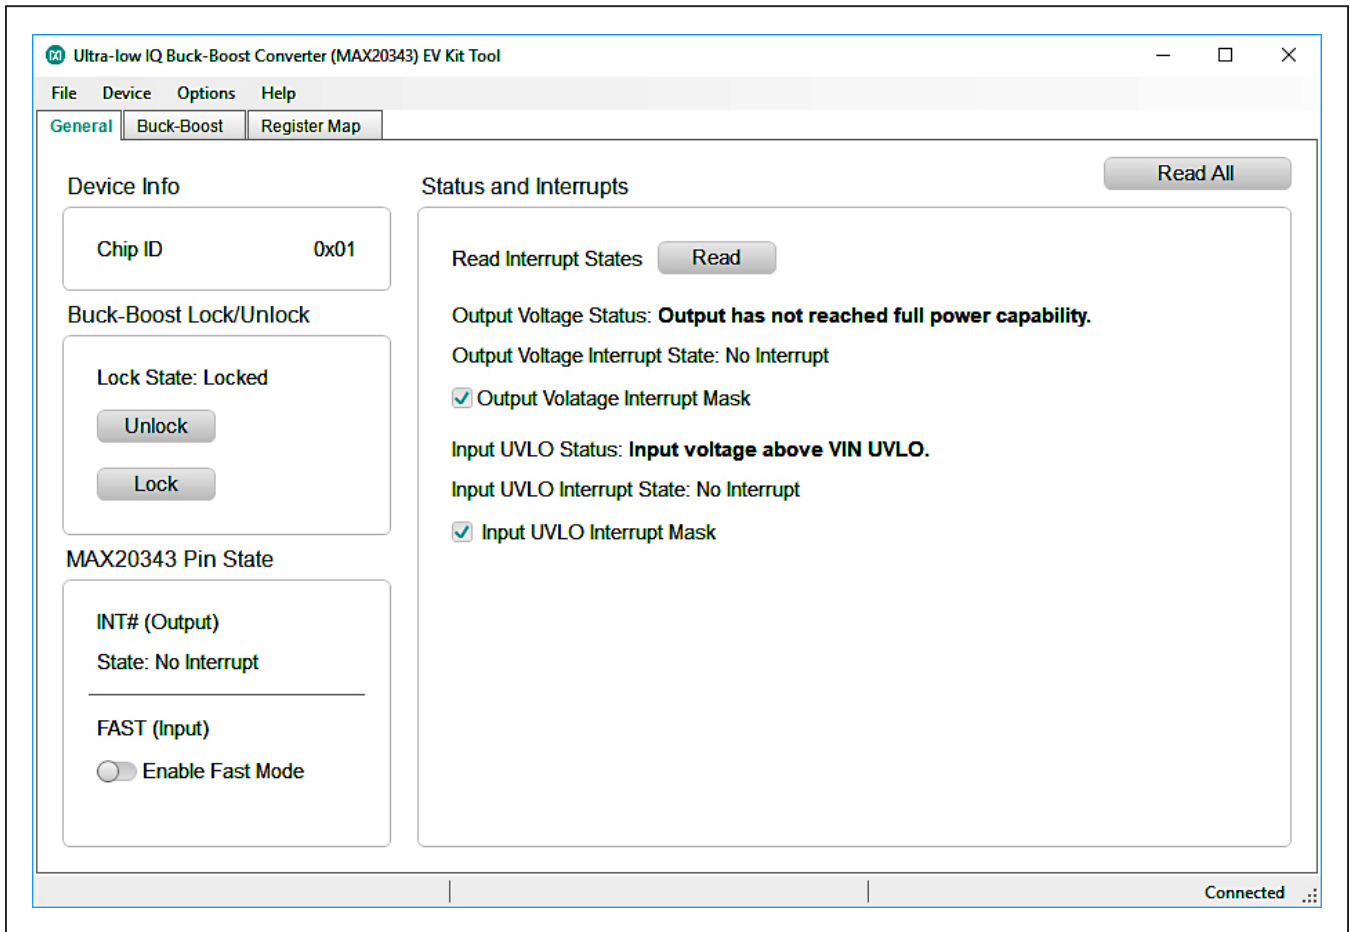 Ultra-low IQ Buck-Boost Converter (MAX20343) EV Kit Tool
File Device Options Help
General Buck-Boost Register Map
Read All
Device Info
Chip ID 0x01
Buck-Boost Lock/Unlock
Lock State: Locked
Unlock
Lock
MAX20343 Pin State
INT# (Output)
State: No Interrupt
FAST (Input)
Enable Fast Mode
Status and Interrupts
Read Interrupt States Read
Output Voltage Status: Output has not reached full power capability.
Output Voltage Interrupt State: No Interrupt
Output Volatage Interrupt Mask
Input UVLO Status: Input voltage above VIN UVLO.
Input UVLO Interrupt State: No Interrupt
Input UVLO Interrupt Mask
Connected